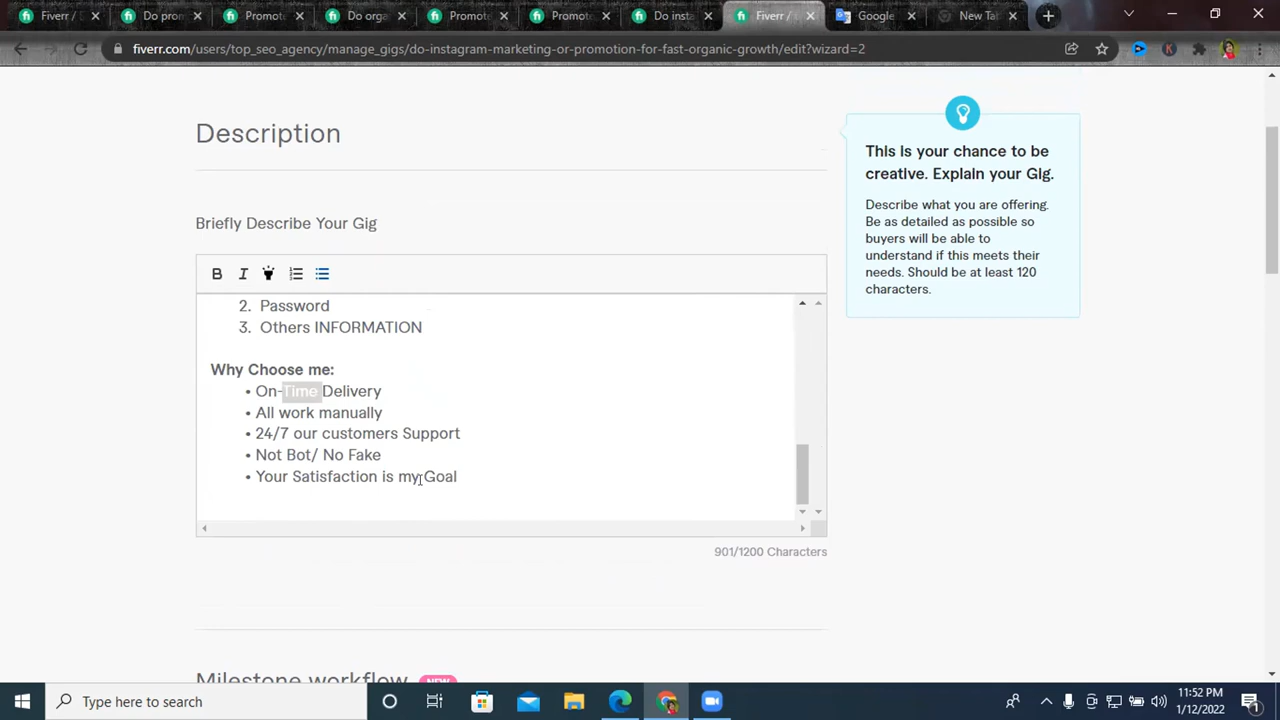 Fiverr /
Do pron
Promote
Do orga
Promote
Promote
Do insta
Fiverr / 
Google
New Tab
fiverr.com/users/top_seo_agency/manage_gigs/do-instagram-marketing-or-promotion-for-fast-organic-growth/edit?wizard=2
Description
Briefly Describe Your Gig
B I
2. Password
3. Others INFORMATION
Why Choose me:
• On-Time Delivery
• All work manually
• 24/7 our customers Support
• Not Bot/ No Fake
• Your Satisfaction is my Goal
901/1200 Characters
This is your chance to be
creative. Explain your Gig.
Describe what you are offering.
Be as detailed as possible so
buyers will be able to
understand if this meets their
needs. Should be at least 120
characters.
Milestone workflow NEW
Type here to search
11:52 PM
1/12/2022